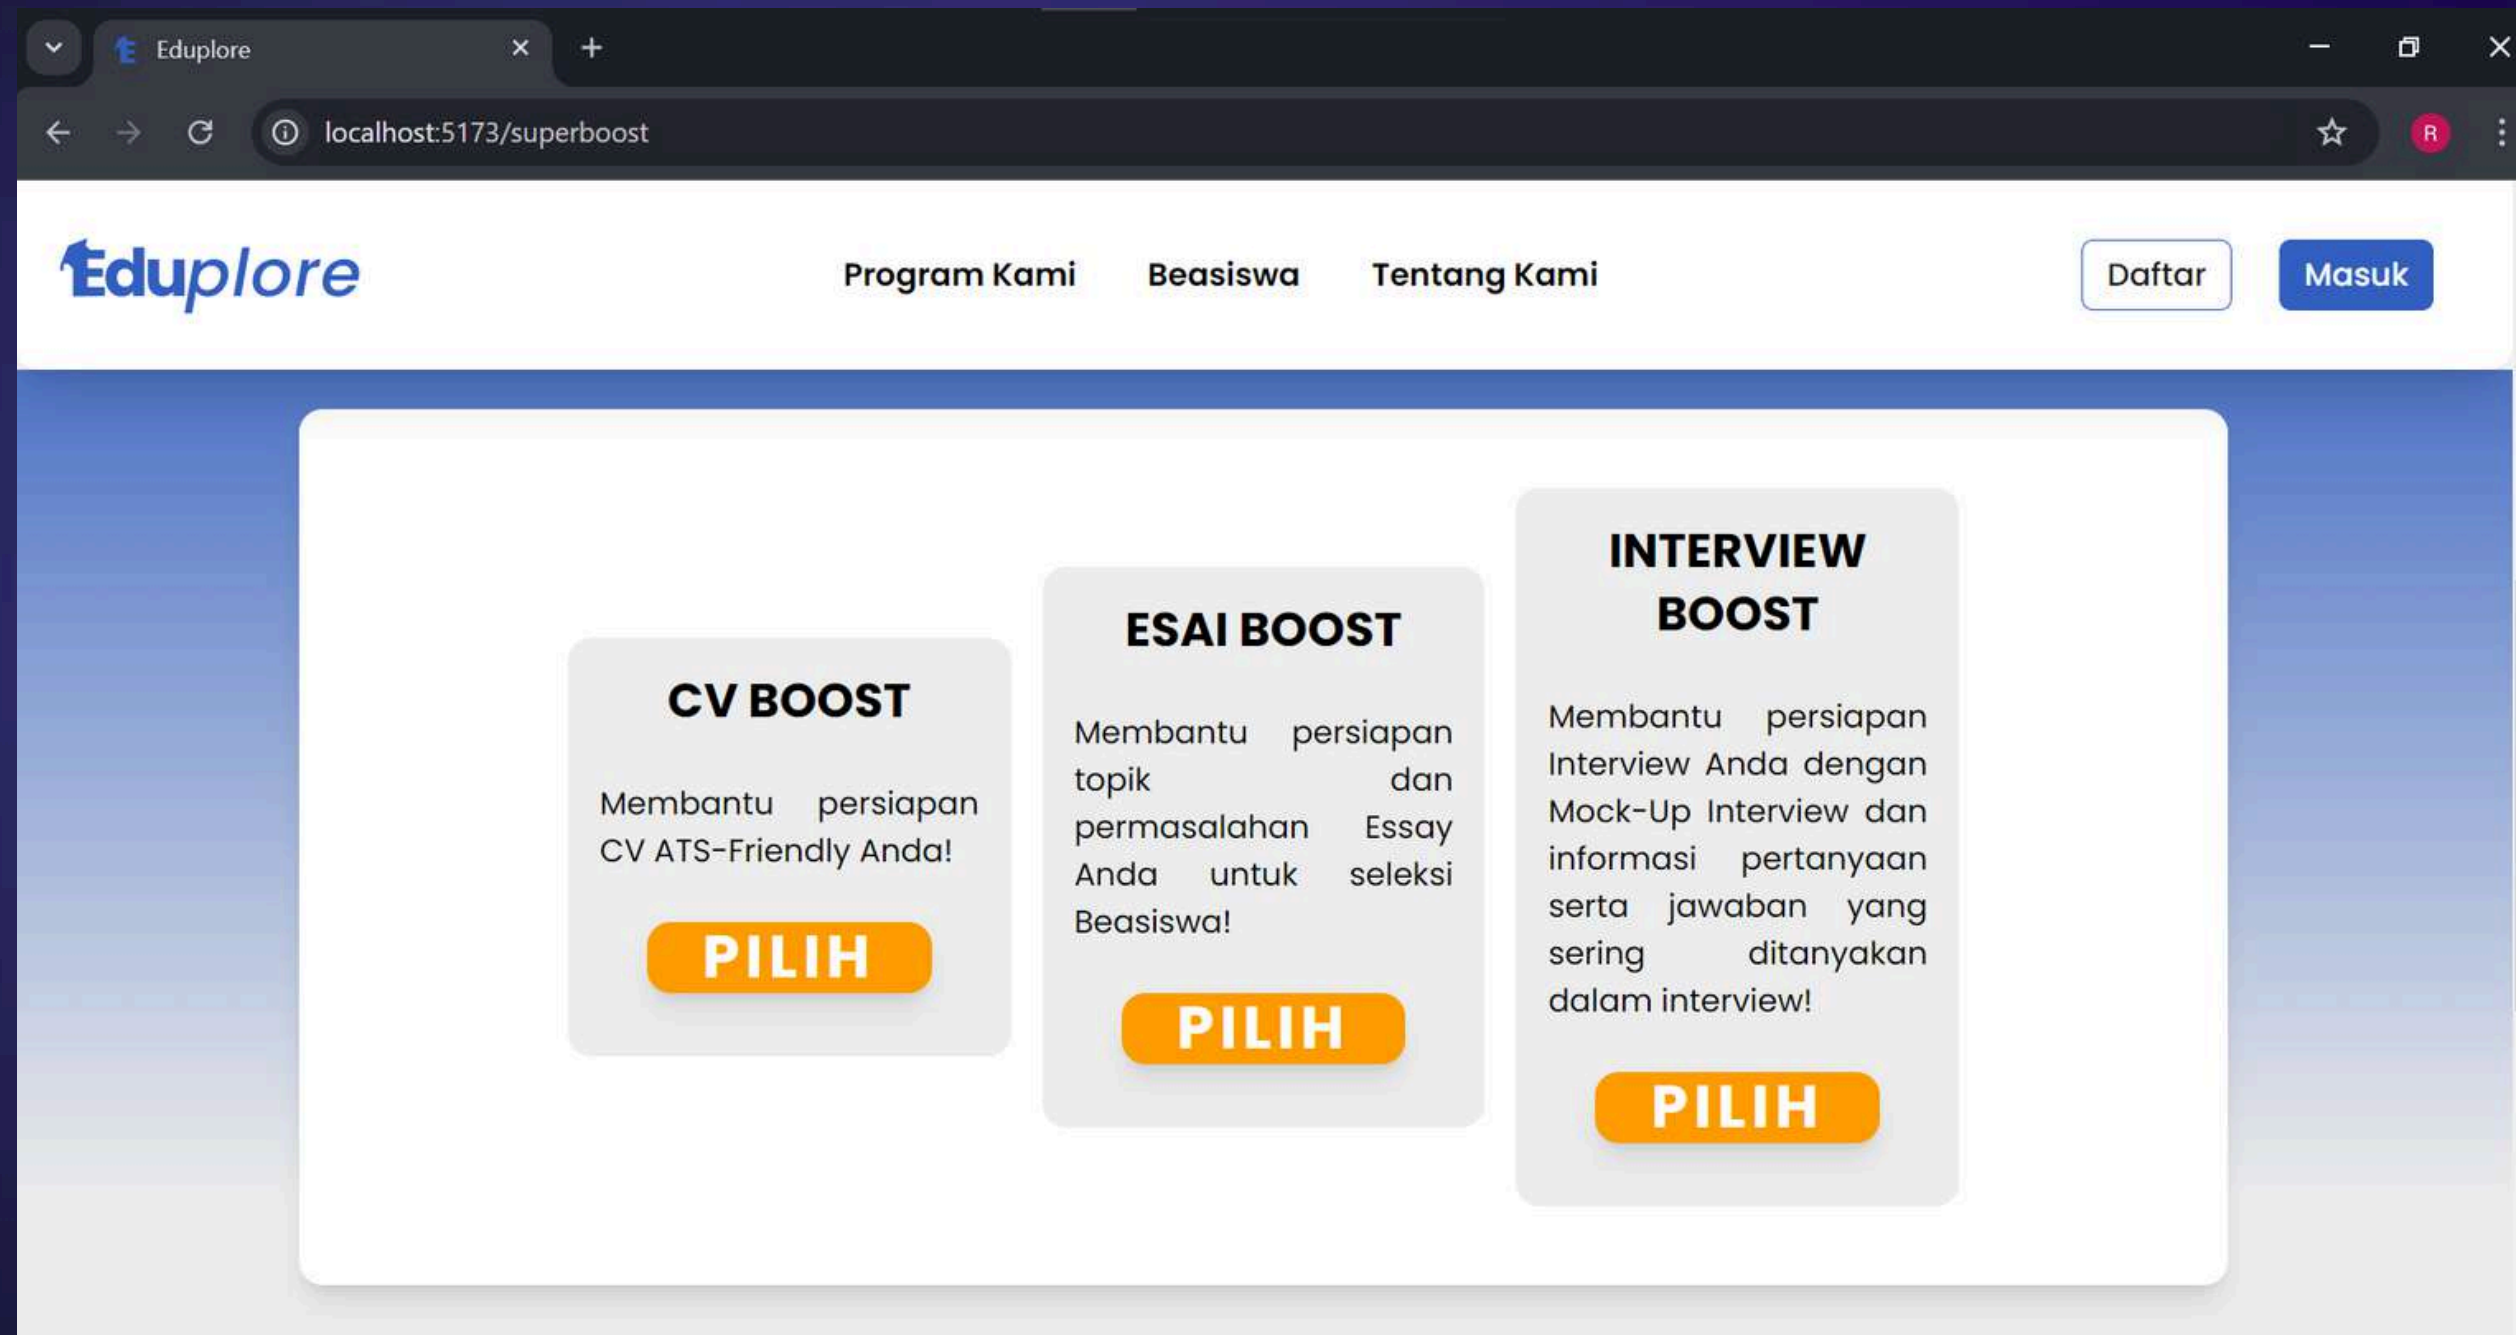 Eduplore
localhost:5173/superboost
R
Eduplore
Program Kami
Beasiswa
Tentang Kami
Daftar
Masuk
CV BOOST
Membantu persiapan
CV ATS-Friendly Anda!
PILIH
ESAI BOOST
Membantu persiapan
topik dan
permasalahan Essay
Anda untuk seleksi
Beasiswa!
PILIH
INTERVIEW
BOOST
Membantu persiapan
Interview Anda dengan
Mock-Up Interview dan
informasi pertanyaan
serta jawaban yang
sering ditanyakan
dalam interview!
PILIH